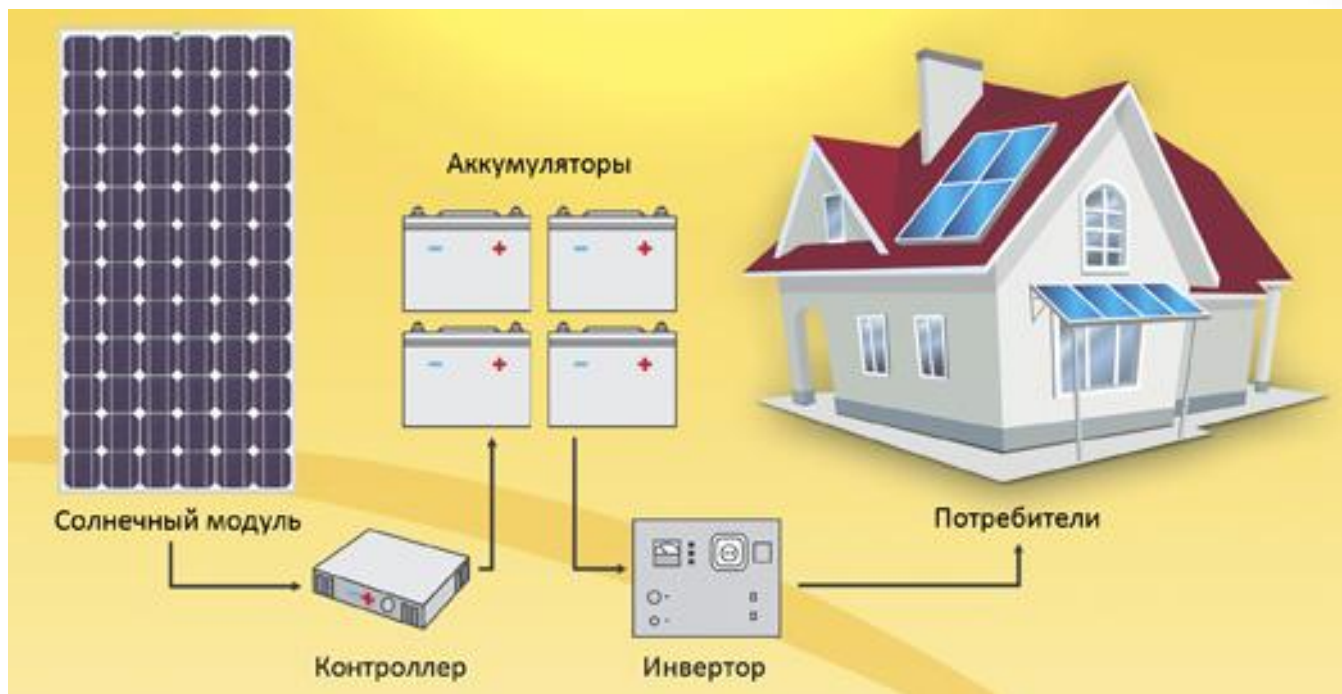 Аккумуляторы
Солнечный модуль
Потребители
Контроллер
Инвертор